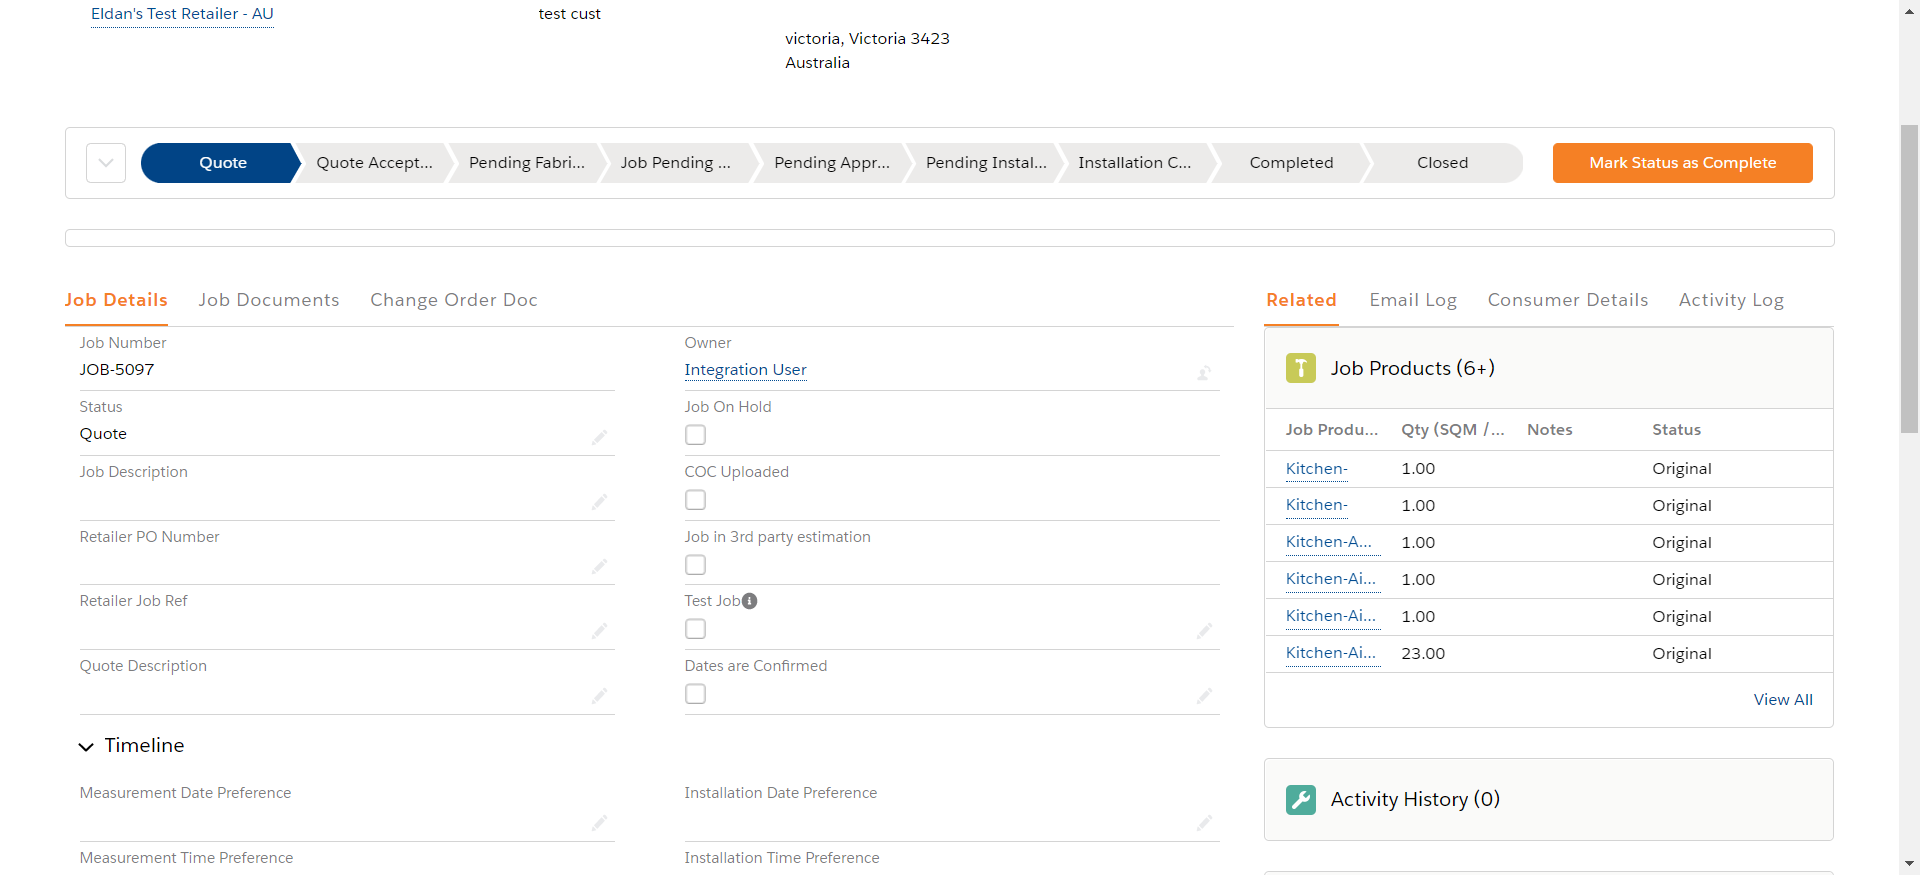 Eldan's Test Retailer - AU
test cust
victoria, Victoria 3423
Australia
Quote
Quote Accept...
Pending Fabri...
Job Pending ...
Pending Appr...
Pending Instal...
Installation C...
Completed
Closed
Mark Status as Complete
Job Details
Job Documents
Change Order Doc
Job Number
JOB-5097
Owner
Integration User
Status
Quote
Job On Hold
Job Description
COC Uploaded
Retailer PO Number
Job in 3rd party estimation
Retailer Job Ref
Test Job
Quote Description
Dates are Confirmed
Timeline
Measurement Date Preference
Installation Date Preference
Measurement Time Preference
Installation Time Preference
Related
Email Log
Consumer Details
Activity Log
Job Products (6+)
Job Produ...
Qty (SQM /...
Notes
Status
Kitchen-
1.00
Original
Kitchen-
1.00
Original
Kitchen-A...
1.00
Original
Kitchen-Ai...
1.00
Original
Kitchen-Ai...
1.00
Original
Kitchen-Ai...
23.00
Original
View All
Activity History (0)